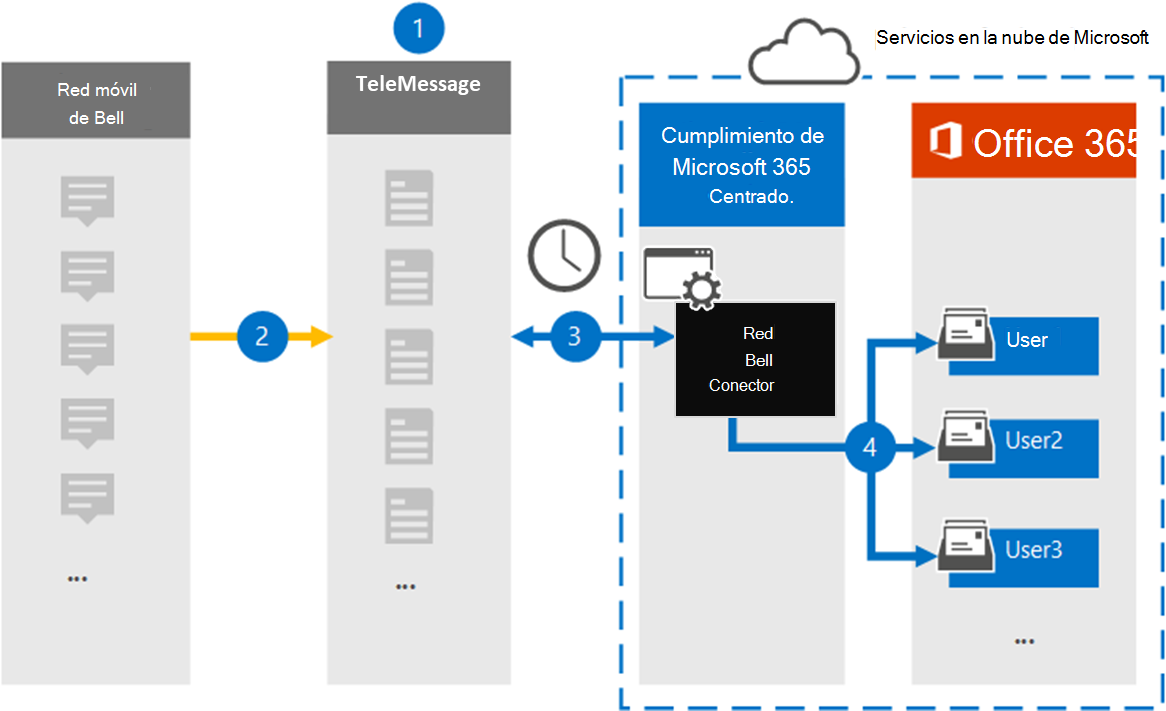 1
Servicios en la nube de Microsoft
Red móvil
de Bell
TeleMessage
Cumplimiento de
Microsoft 365
Centrado.
Office 365
2
3
Red
Bell
Conector
User
4
User2
User3
...
...
...